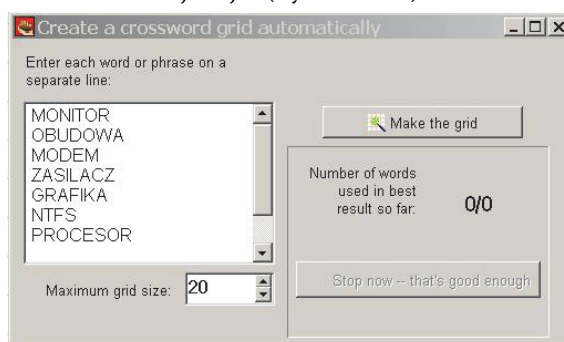 Create a crossword grid automatically
Enter each word or phrase on a
separate line:
MONITOR
OBUDOWA
MODEM
ZASILACZ
GRAFIKA
NTFS
PROCESOR
Maximum grid size: 20
Make the grid
Number of words
used in best
result so far: 0/0
Stop now -- that's good enough